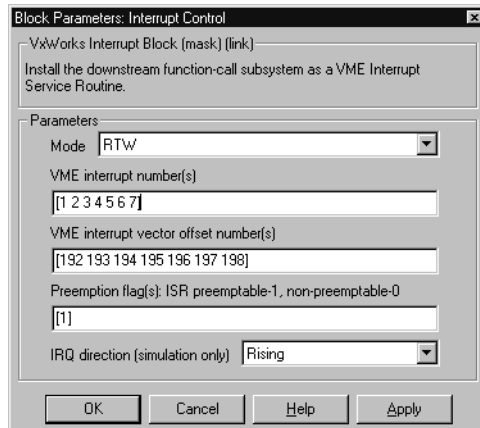 Block Parameters: Interrupt Control
VxWorks Interrupt Block (mask) (link)
Install the downstream function-call subsystem as a VME Interrupt
Service Routine.
Parameters
Mode RTW
VME interrupt number(s)
[1 2 3 4 5 6 7]
VME interrupt vector offset number(s)
[192 193 194 195 196 197 198]
Preemption flag(s): ISR preemptable-1, non-preemptable-0
[1]
IRQ direction (simulation only) Rising
OK Cancel Help Apply